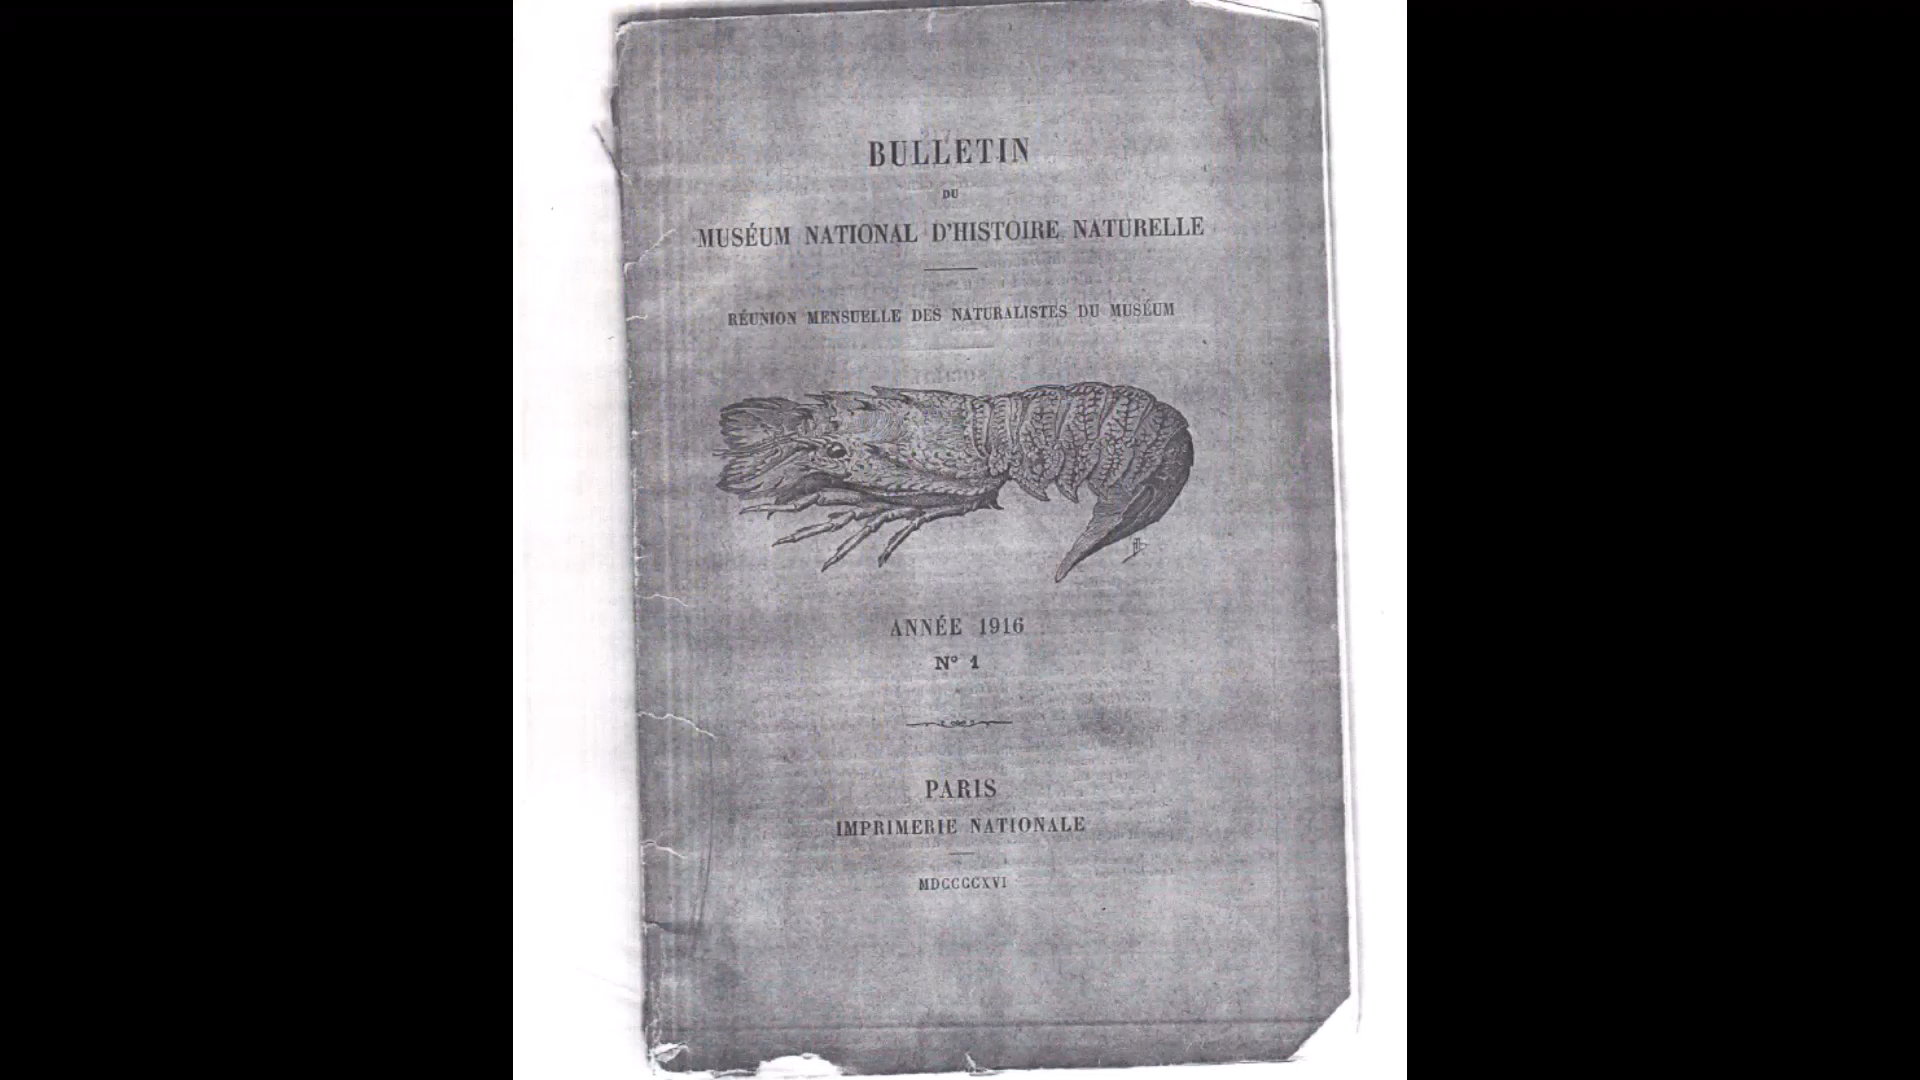 BULLETIN
DU
MUSÉUM NATIONAL D'HISTOIRE NATURELLE
RÉUNION MENSUELLE DES NATURALISTES DU MUSÉUM
ANNÉE 1916
N° 1
PARIS
IMPRIMERIE NATIONALE
MDCCCCXVI